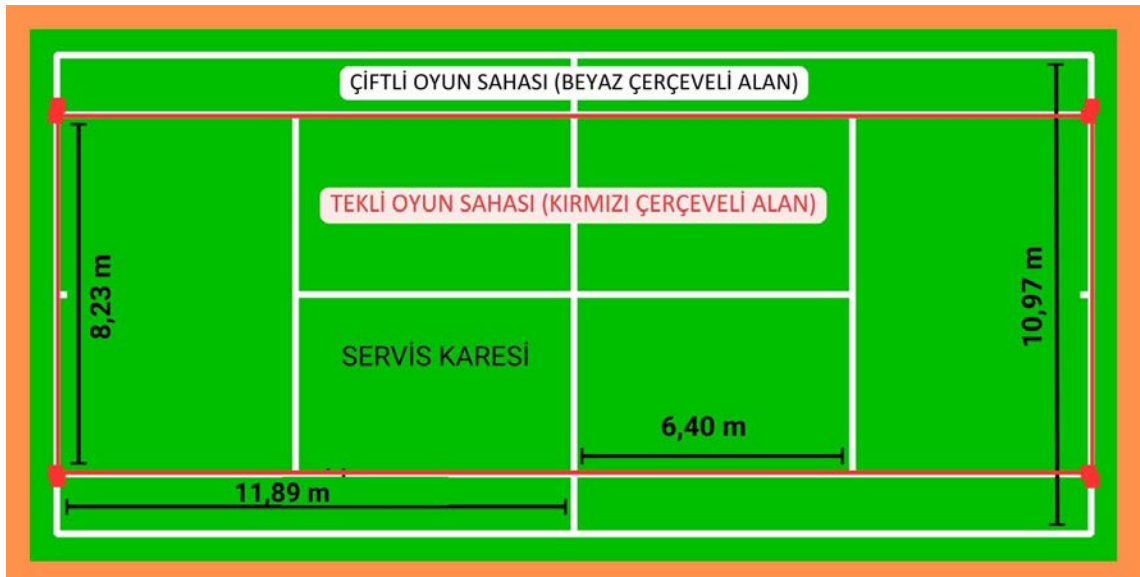 ÇİFTLİ OYUN SAHASI (BEYAZ ÇERÇEVELİ ALAN)
TEKLİ OYUN SAHASI (KIRMIZI ÇERÇEVELİ ALAN)
8,23 m
10,97 m
SERVİS KARESİ
6,40 m
11,89 m